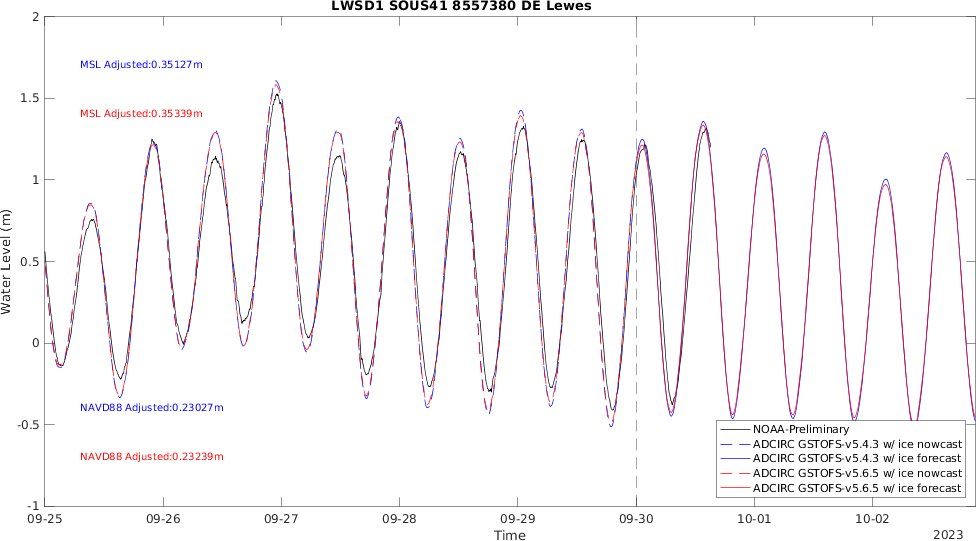 LWSD1 SOUS41 8557380 DE Lewes
2
1.5
1
0.5
0
-0.5
-1
Water Level (m)
MSL Adjusted:0.35127m
MSL Adjusted:0.35339m
NAVD88 Adjusted:0.23027m
NAVD88 Adjusted:0.23239m
NOAA-Preliminary
ADCIRC GSTOFS-v5.4.3 w/ ice nowcast
ADCIRC GSTOFS-v5.4.3 w/ ice forecast
ADCIRC GSTOFS-v5.6.5 w/ ice nowcast
ADCIRC GSTOFS-v5.6.5 w/ ice forecast
09-25 09-26 09-27 09-28 09-29 09-30 10-01 10-02
Time
2023